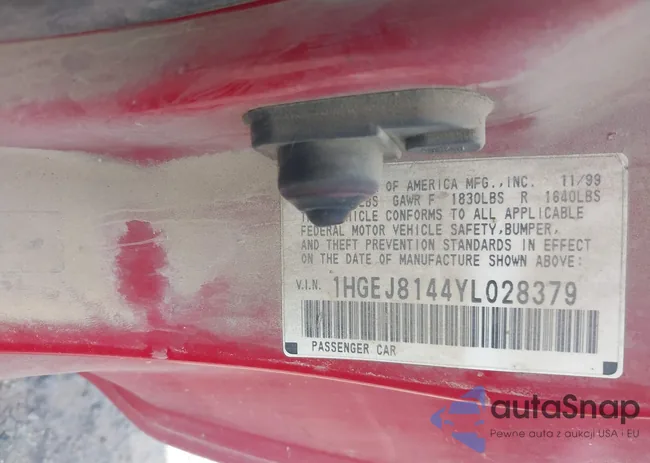 OF AMERICA MFG.,INC. 11/99
LBS GAWR F 1830LBS R 1640LBS
VEHICLE CONFORMS TO ALL APPLICABLE
FEDERAL MOTOR VEHICLE SAFETY,BUMPER,
AND THEFT PREVENTION STANDARDS IN EFFECT
ON THE DATE OF MANUFACTURE SHOWN ABOVE:
V.I.N. 1HGEJ8144YL028379
PASSENGER CAR
autaSnap
Pewne auta z aukcji USA i EU